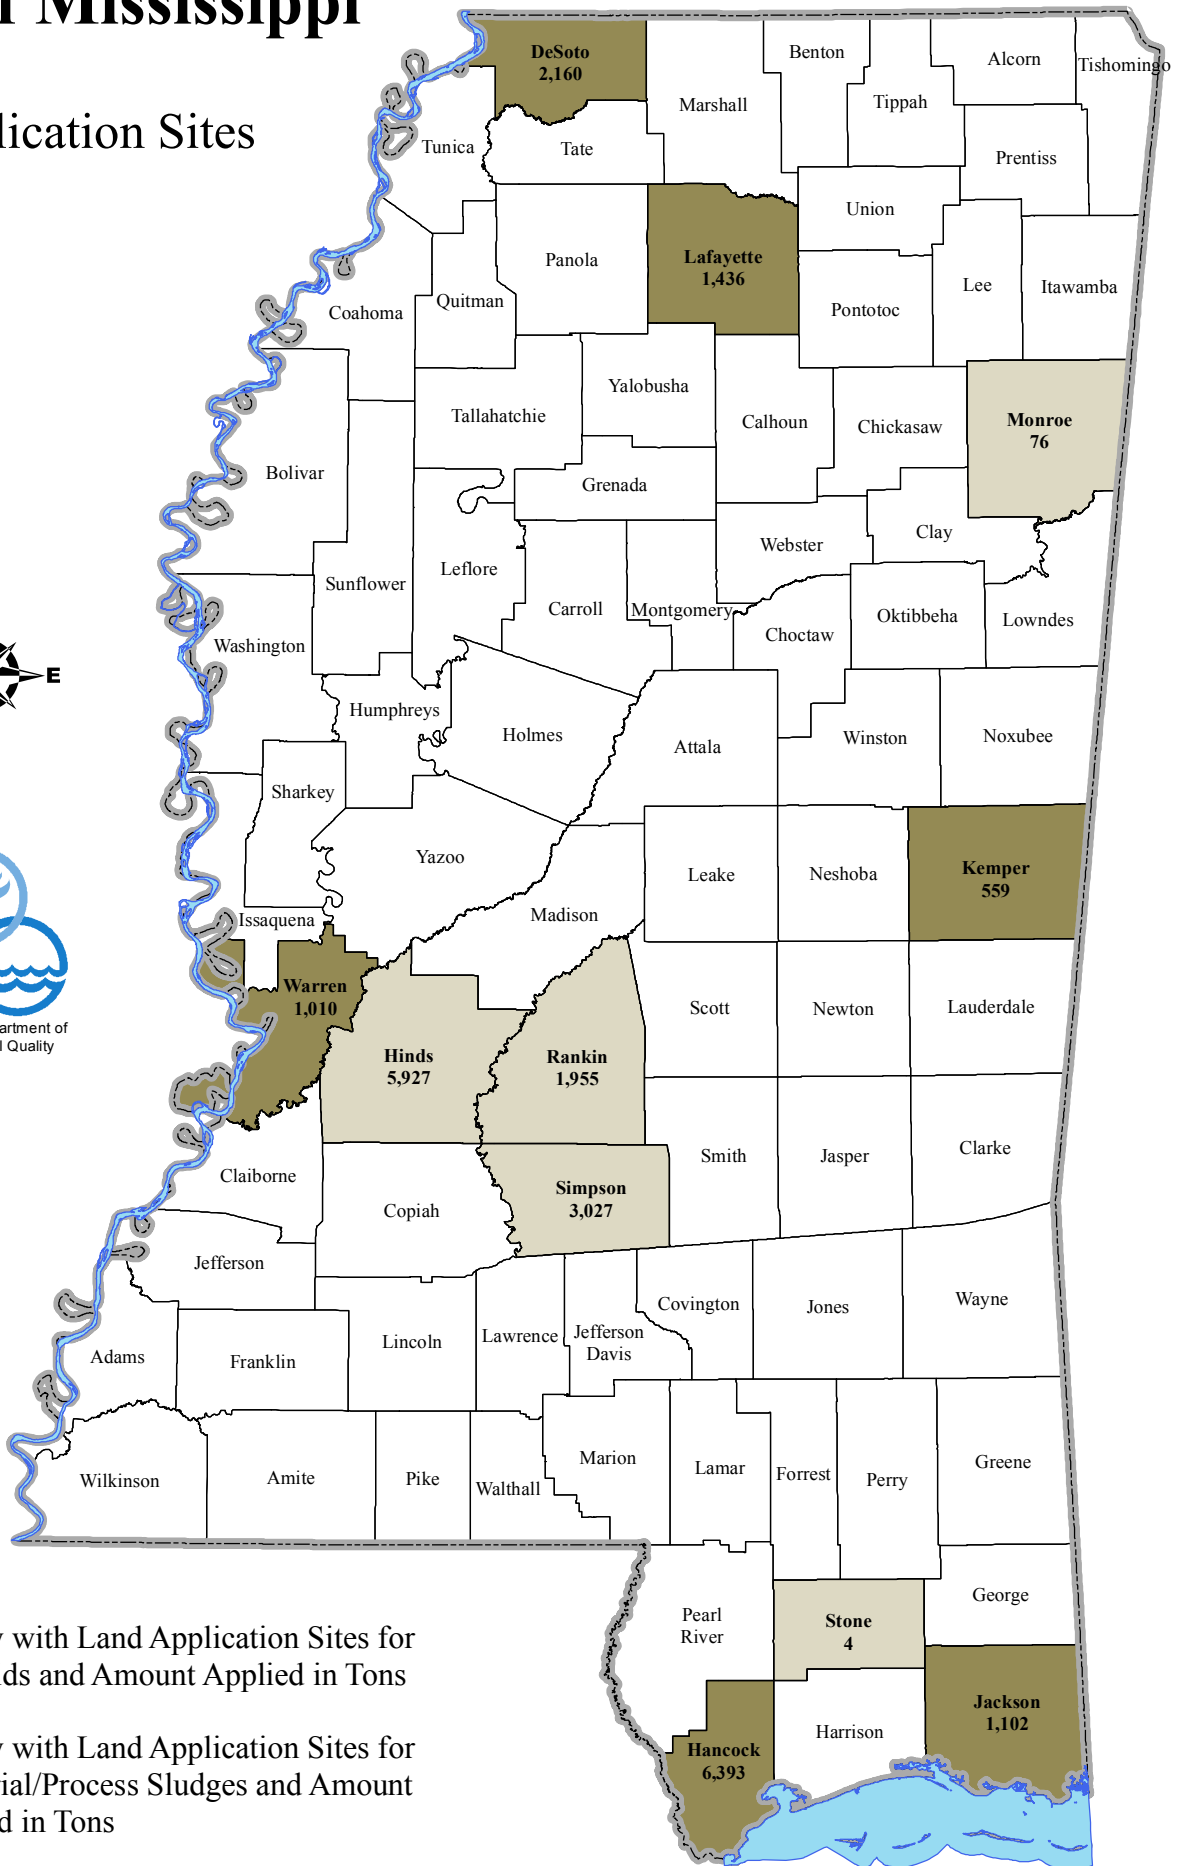 Mississippi
lication Sites
DeSoto
2,160
Marshall
Benton
Tippah
Alcorn
Tishomingo
Tunica
Tate
Prentiss
Union
Panola
Lafayette
1,436
Coahoma
Quitman
Pontotoc
Lee
Itawamba
Tallahatchie
Yalobusha
Calhoun
Chickasaw
Monroe
76
Bolivar
Grenada
Sunflower
Leflore
Webster
Clay
Carroll
Montgomery
Choctaw
Oktibbeha
Lowndes
Washington
E
Humphreys
Holmes
Attala
Winston
Noxubee
Sharkey
Yazoo
Leake
Neshoba
Kemper
559
Issaquena
Madison
Warren
1,010
Scott
Newton
Lauderdale
artment of
l Quality
Hinds
5,927
Rankin
1,955
Smith
Jasper
Clarke
Claiborne
Copiah
Simpson
3,027
Jefferson
Covington
Jones
Wayne
Adams
Franklin
Lincoln
Lawrence
Jefferson
Davis
Wilkinson
Amite
Pike
Walthall
Marion
Lamar
Forrest
Perry
Greene
George
Pearl
River
Stone
4
with Land Application Sites for
ds and Amount Applied in Tons
Jackson
1,102
Harrison
Hancock
6,393
with Land Application Sites for
ial/Process Sludges and Amount
d in Tons